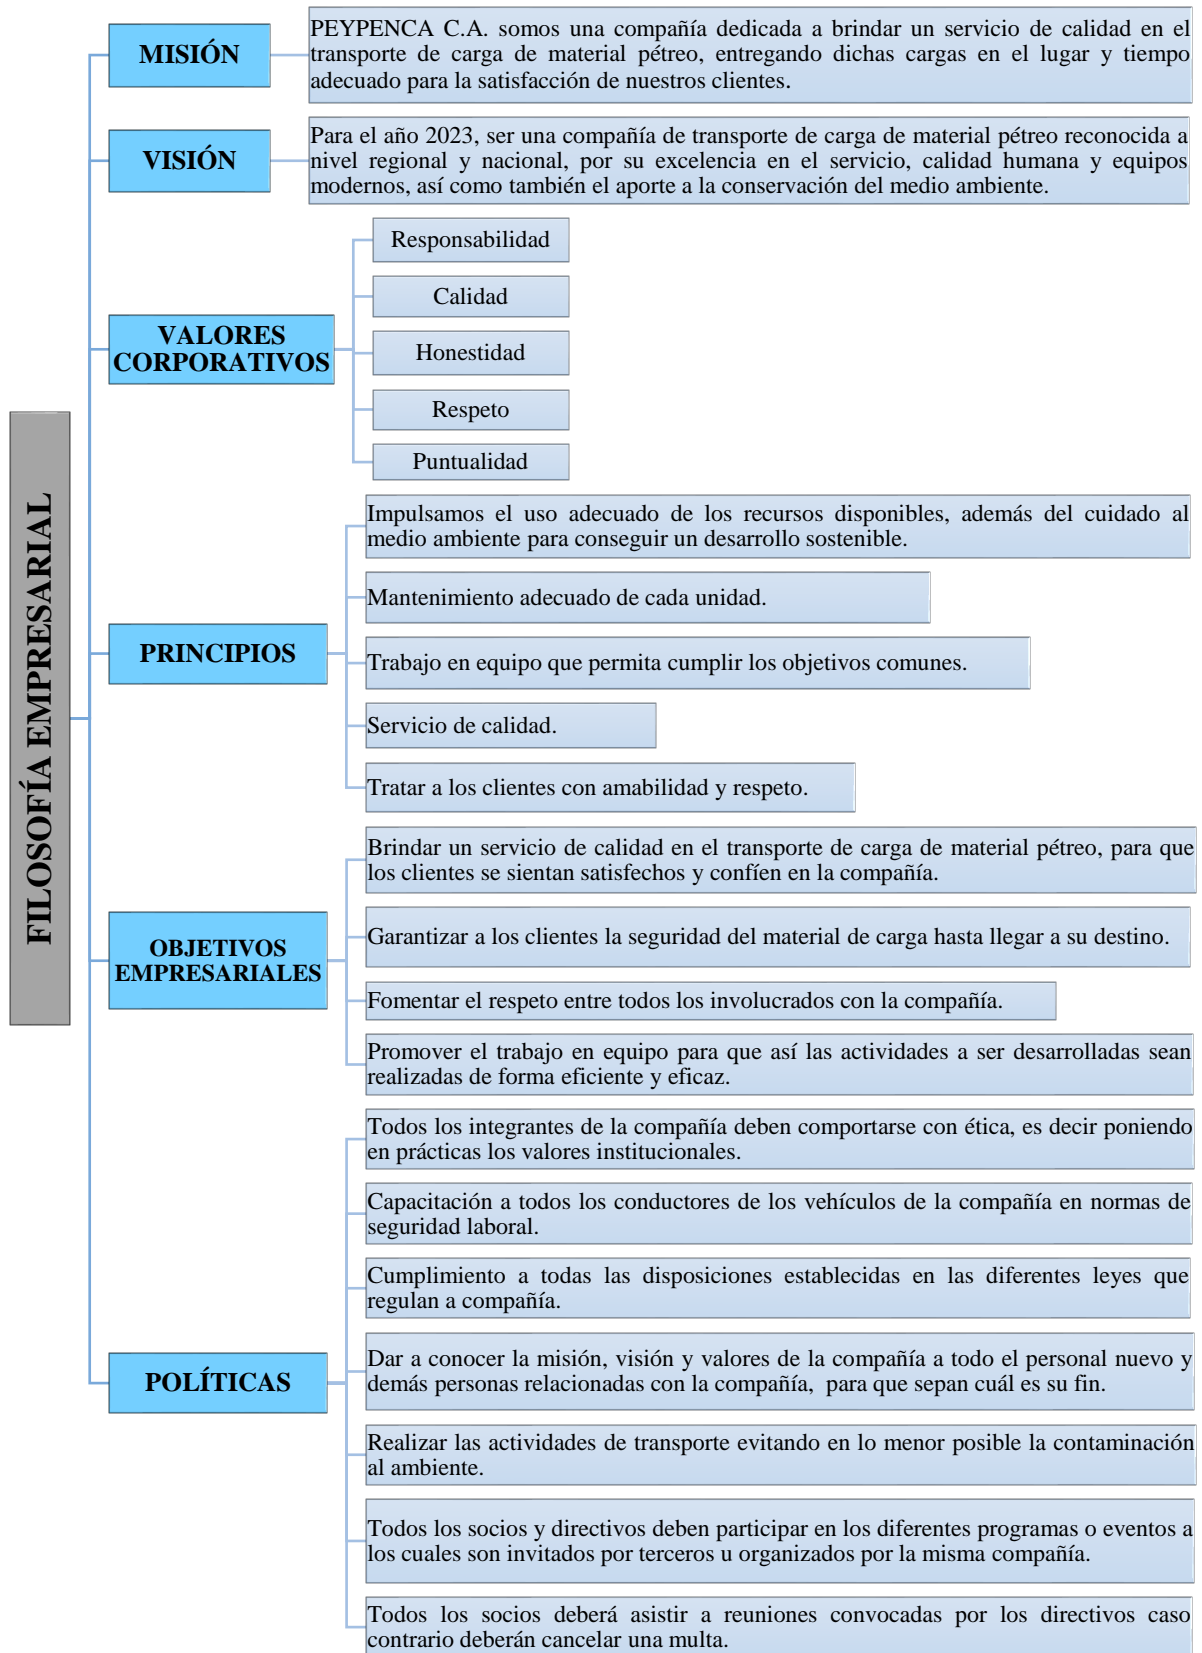 FILOSOFÍA EMPRESARIAL
MISIÓN
PEYPENCA C.A. somos una compañía dedicada a brindar un servicio de calidad en el
transporte de carga de material pétreo, entregando dichas cargas en el lugar y tiempo
adecuado para la satisfacción de nuestros clientes.
VISIÓN
Para el año 2023, ser una compañía de transporte de carga de material pétreo reconocida a
nivel regional y nacional, por su excelencia en el servicio, calidad humana y equipos
modernos, así como también el aporte a la conservación del medio ambiente.
VALORES
CORPORATIVOS
Responsabilidad
Calidad
Honestidad
Respeto
Puntualidad
PRINCIPIOS
Impulsamos el uso adecuado de los recursos disponibles, además del cuidado al
medio ambiente para conseguir un desarrollo sostenible.
Mantenimiento adecuado de cada unidad.
Trabajo en equipo que permita cumplir los objetivos comunes.
Servicio de calidad.
Tratar a los clientes con amabilidad y respeto.
OBJETIVOS
EMPRESARIALES
Brindar un servicio de calidad en el transporte de carga de material pétreo, para que
los clientes se sientan satisfechos y confíen en la compañía.
Garantizar a los clientes la seguridad del material de carga hasta llegar a su destino.
Fomentar el respeto entre todos los involucrados con la compañía.
Promover el trabajo en equipo para que así las actividades a ser desarrolladas sean
realizadas de forma eficiente y eficaz.
POLÍTICAS
Todos los integrantes de la compañía deben comportarse con ética, es decir poniendo
en prácticas los valores institucionales.
Capacitación a todos los conductores de los vehículos de la compañía en normas de
seguridad laboral.
Cumplimiento a todas las disposiciones establecidas en las diferentes leyes que
regulan a compañía.
Dar a conocer la misión, visión y valores de la compañía a todo el personal nuevo y
demás personas relacionadas con la compañía, para que sepan cuál es su fin.
Realizar las actividades de transporte evitando en lo menor posible la contaminación
al ambiente.
Todos los socios y directivos deben participar en los diferentes programas o eventos a
los cuales son invitados por terceros u organizados por la misma compañía.
Todos los socios deberá asistir a reuniones convocadas por los directivos caso
contrario deberán cancelar una multa.